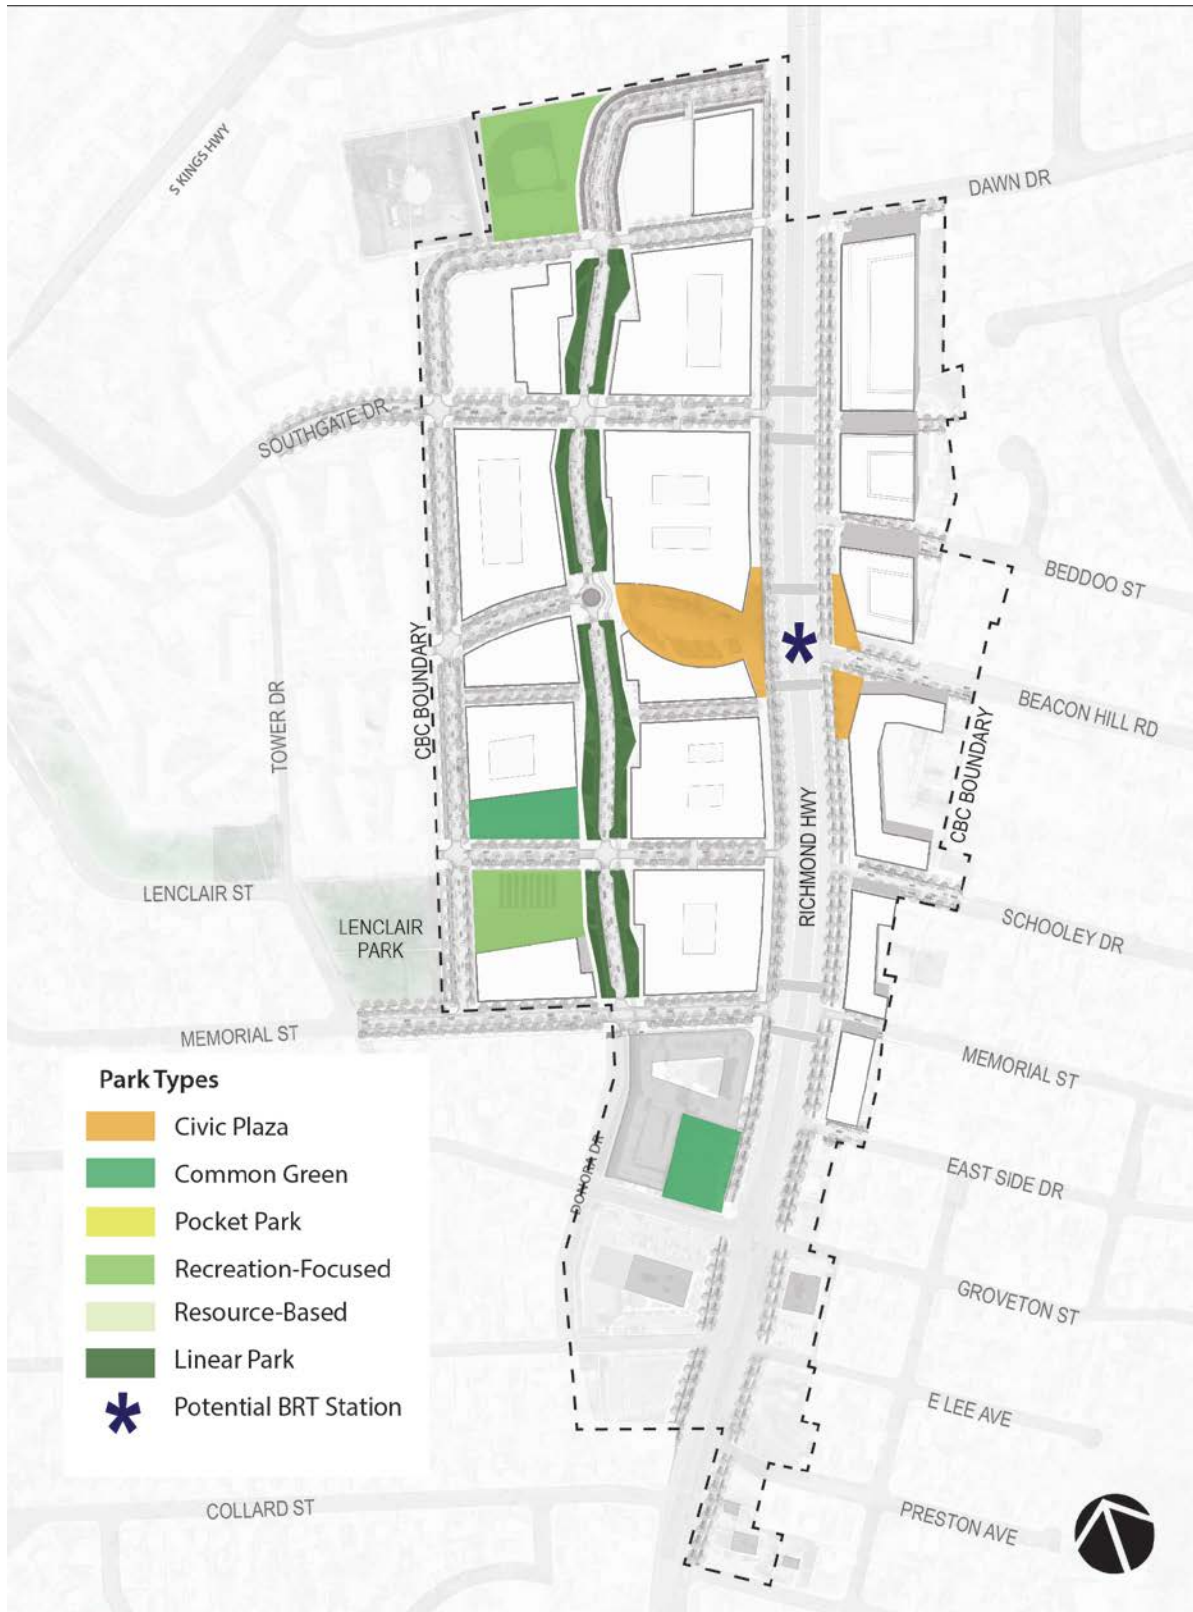 S KINGS HWY
DAWN DR
SOUTHGATE DR
BEDDOO ST
CBC BOUNDARY
TOWER DR
BEACON HILL RD
CBC BOUNDARY
RICHMOND HWY
LENCLAIR ST
LENCLAIR
PARK
SCHOOLEY DR
MEMORIAL ST
MEMORIAL ST
Park Types
Civic Plaza
Common Green
Pocket Park
Recreation-Focused
Resource-Based
Linear Park
Potential BRT Station
DONORA DR
EAST SIDE DR
GROVETON ST
E LEE AVE
COLLARD ST
PRESTON AVE